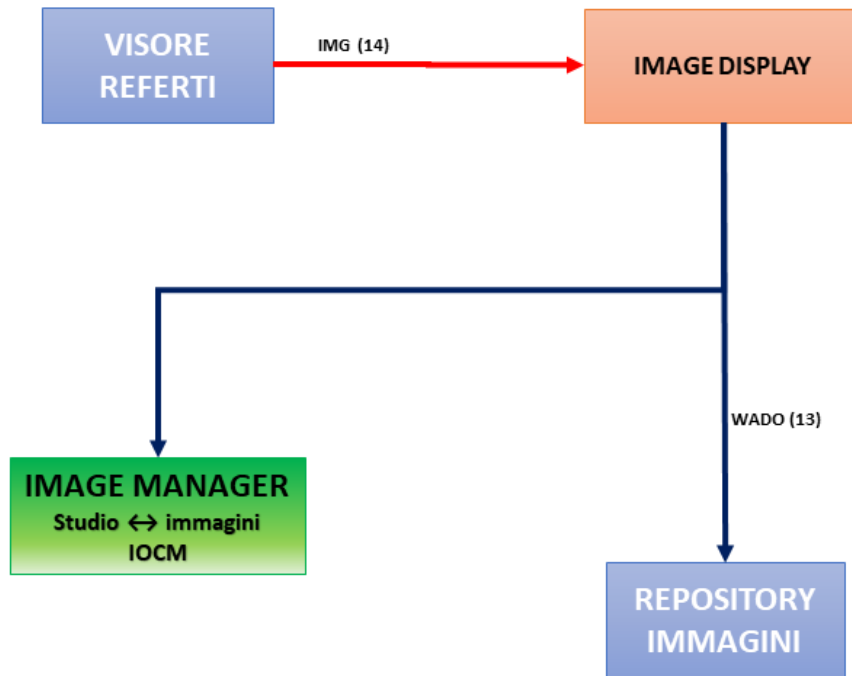 VISORE
REFERTI
IMG (14)
IMAGE DISPLAY
WADO (13)
IMAGE MANAGER
Studio ↔ immagini
IOCM
REPOSITORY
IMMAGINI